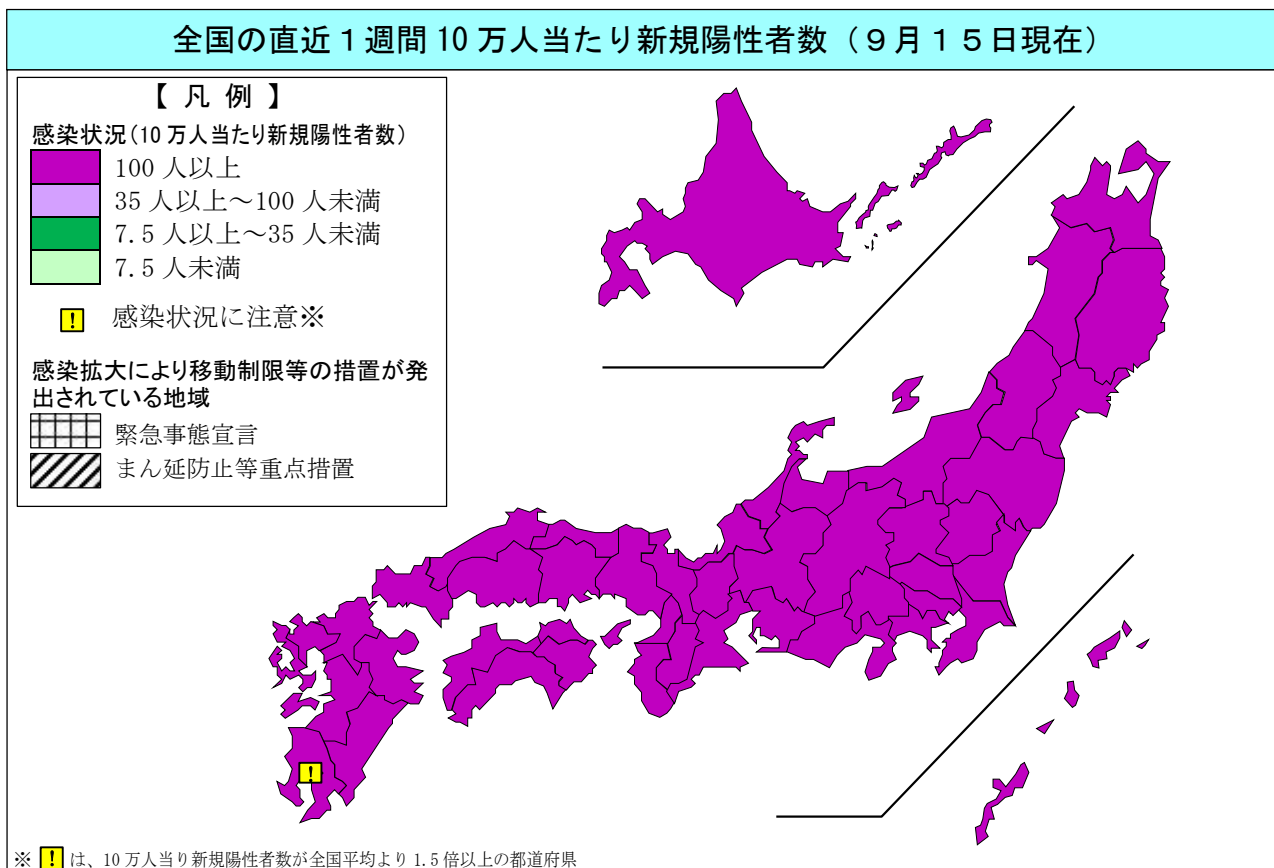 全国の直近１週間 10 万人当たり新規陽性者数（９月１５日現在）
【 凡 例 】
感染状況（10 万人当たり新規陽性者数）
100 人以上
35 人以上～100 人未満
7.5 人以上～35 人未満
7.5 人未満
! 感染状況に注意※
感染拡大により移動制限等の措置が発
出されている地域
緊急事態宣言
まん延防止等重点措置
!
※ ! は、10 万人当り新規陽性者数が全国平均より 1.5 倍以上の都道府県